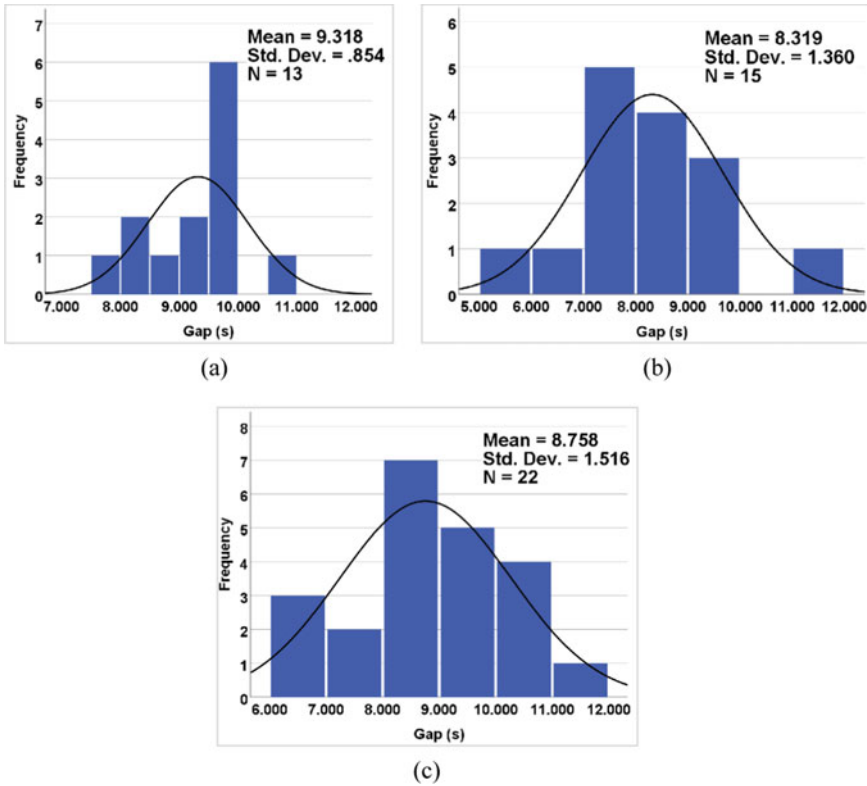 Mean = 9.318
Std. Dev. = .854
N = 13
7
6
5
4
3
2
1
0
Frequency
7.000 8.000 9.000 10.000 11.000 12.000
Gap (s)
(a)
Mean = 8.319
Std. Dev. = 1.360
N = 15
6
5
4
3
2
1
0
Frequency
5.000 6.000 7.000 8.000 9.000 10.000 11.000 12.000
Gap (s)
(b)
Mean = 8.758
Std. Dev. = 1.516
N = 22
8
7
6
5
4
3
2
1
0
Frequency
6.000 7.000 8.000 9.000 10.000 11.000 12.000
Gap (s)
(c)